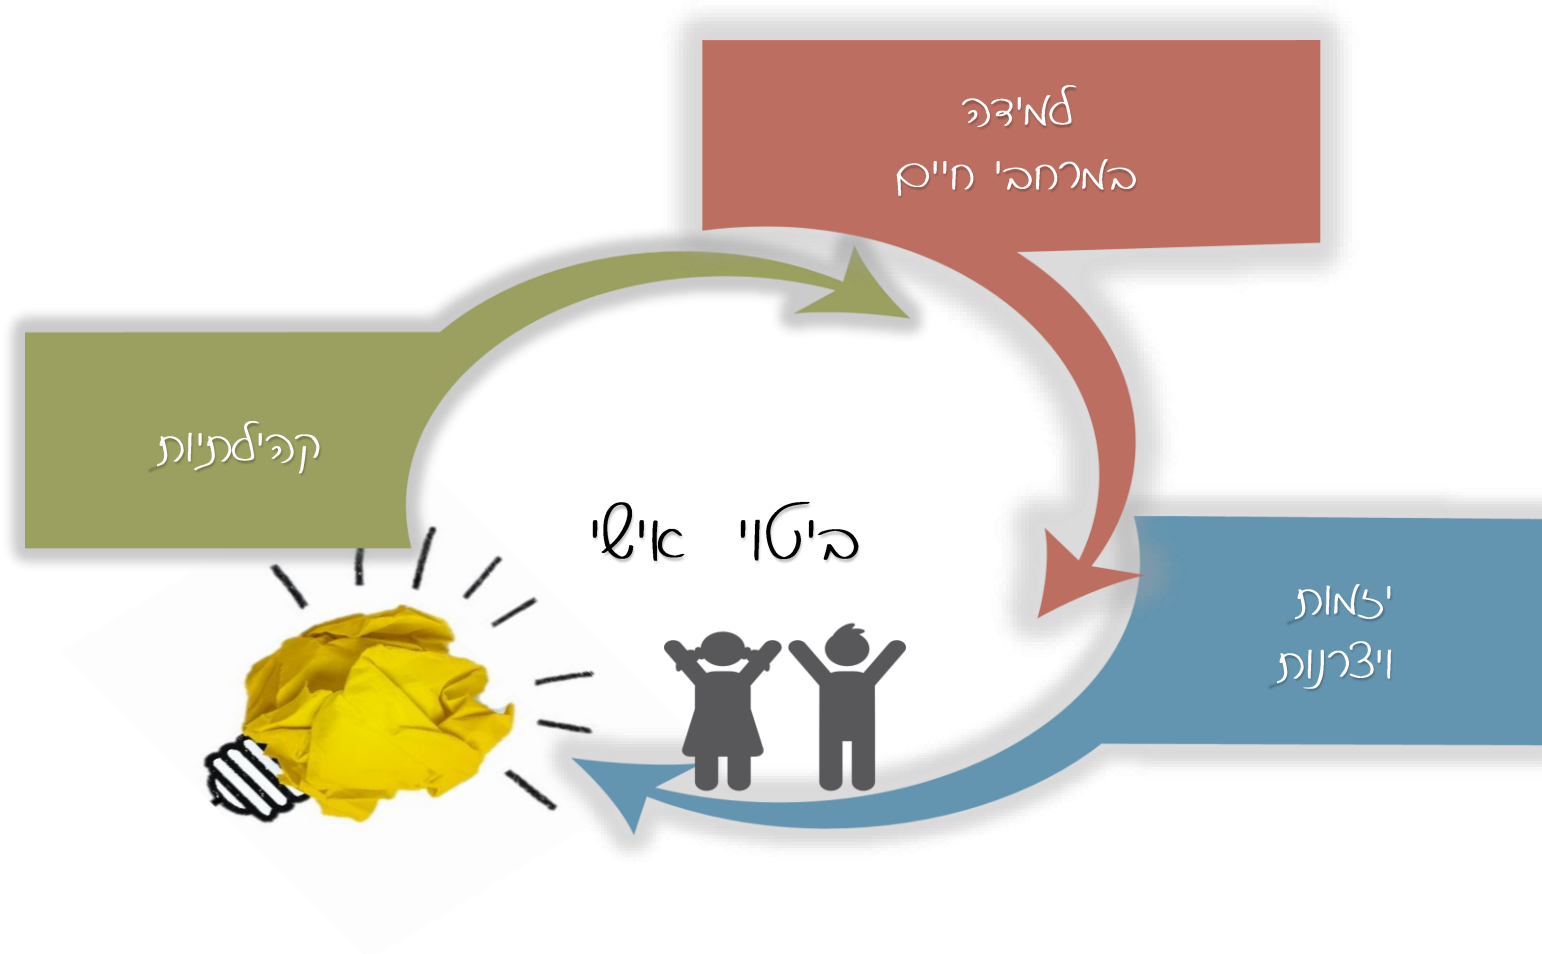 למידה
במרחבי חיים
קהילתיות
ביטוי אישי
יזמות
ויצרנות